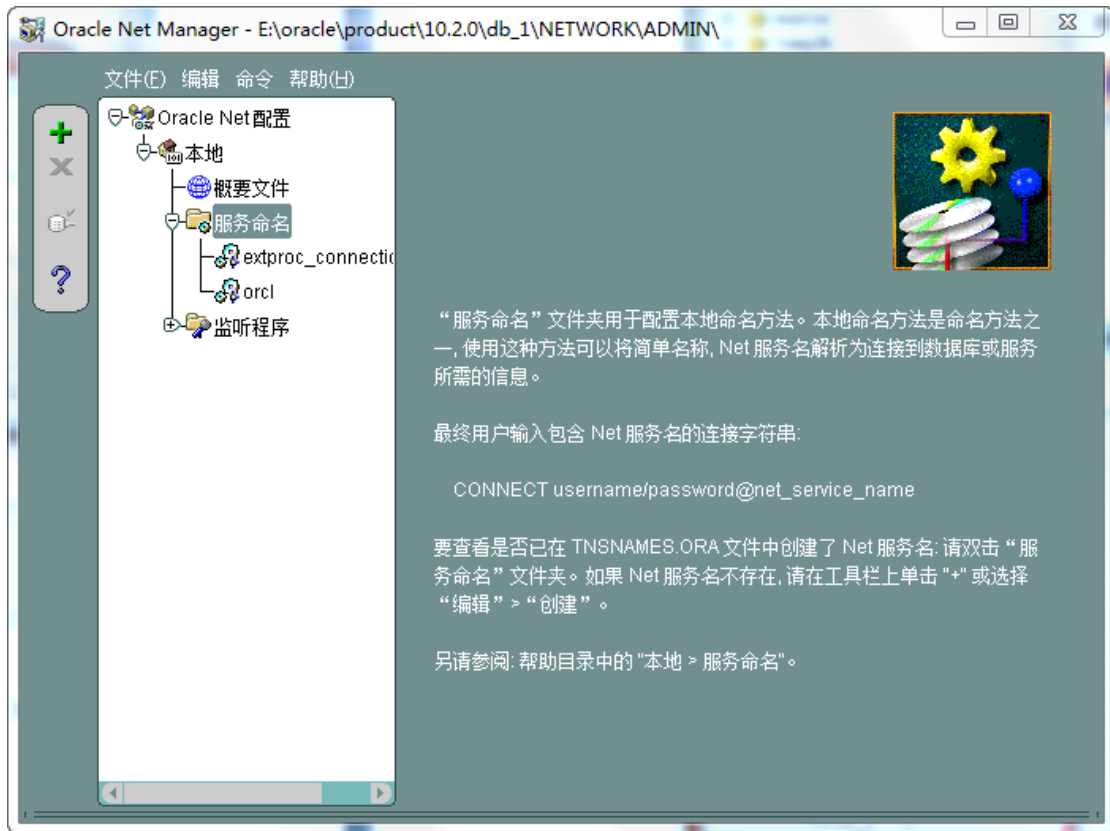 Oracle Net Manager - E:\oracle\product\10.2.0\db_1\NETWORK\ADMIN\
文件(F) 编辑 命令 帮助(H)
Oracle Net 配置
本地
概要文件
服务命名
extproc_connectio
orcl
监听程序
“服务命名”文件夹用于配置本地命名方法。本地命名方法是命名方法之
一, 使用这种方法可以将简单名称, Net 服务名解析为连接到数据库或服务
所需的信息。
最终用户输入包含 Net 服务名的连接字符串:
CONNECT username/password@net_service_name
要查看是否已在 TNSNAMES.ORA 文件中创建了 Net 服务名: 请双击“服
务命名”文件夹。如果 Net 服务名不存在, 请在工具栏上单击 "+" 或选择
“编辑” > “创建”。
另请参阅: 帮助目录中的 "本地 > 服务命名"。